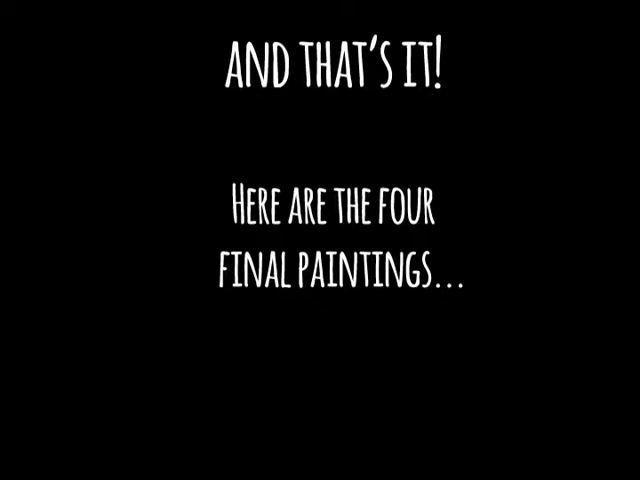 AND THAT'S IT!
HERE ARE THE FOUR
FINAL PAINTINGS...